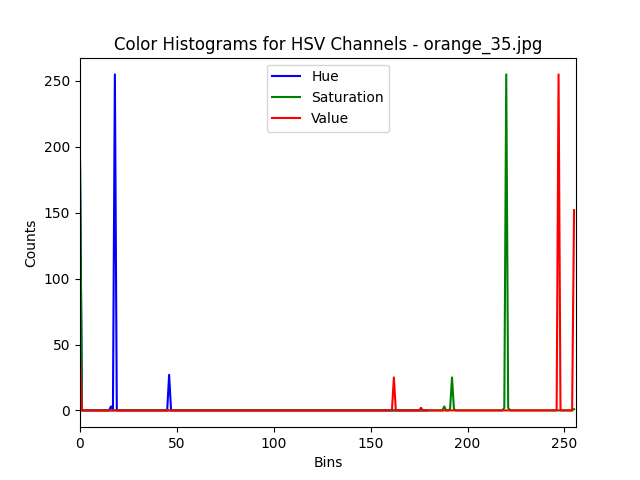 Color Histograms for HSV Channels - orange_35.jpg
Hue
Saturation
Value
Counts
250
200
150
100
50
0
0 50 100 150 200 250
Bins